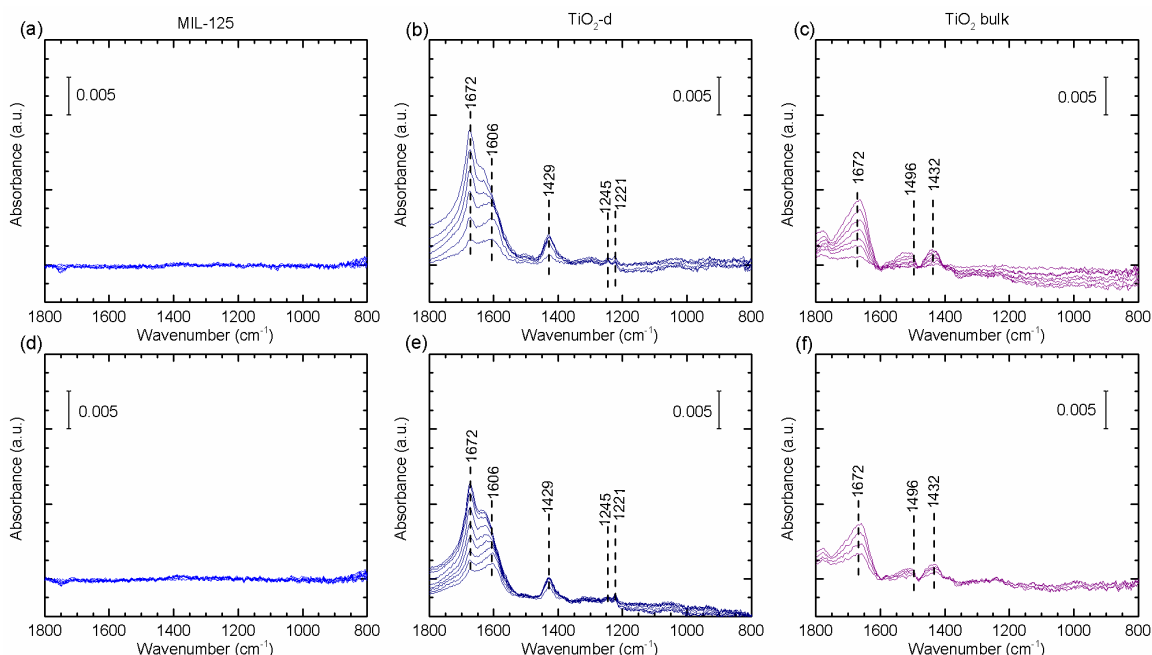 (a) MIL-125
Absorbance (a.u.)
0.005
1800 1600 1400 1200 1000 800
Wavenumber (cm⁻¹)
(b) TiO₂-d
Absorbance (a.u.)
0.005
1672
1606
1429
1245
1221
1800 1600 1400 1200 1000 800
Wavenumber (cm⁻¹)
(c) TiO₂ bulk
Absorbance (a.u.)
0.005
1672
1496
1432
1800 1600 1400 1200 1000 800
Wavenumber (cm⁻¹)
(d)
Absorbance (a.u.)
0.005
1800 1600 1400 1200 1000 800
Wavenumber (cm⁻¹)
(e)
Absorbance (a.u.)
0.005
1672
1606
1429
1245
1221
1800 1600 1400 1200 1000 800
Wavenumber (cm⁻¹)
(f)
Absorbance (a.u.)
0.005
1672
1496
1432
1800 1600 1400 1200 1000 800
Wavenumber (cm⁻¹)